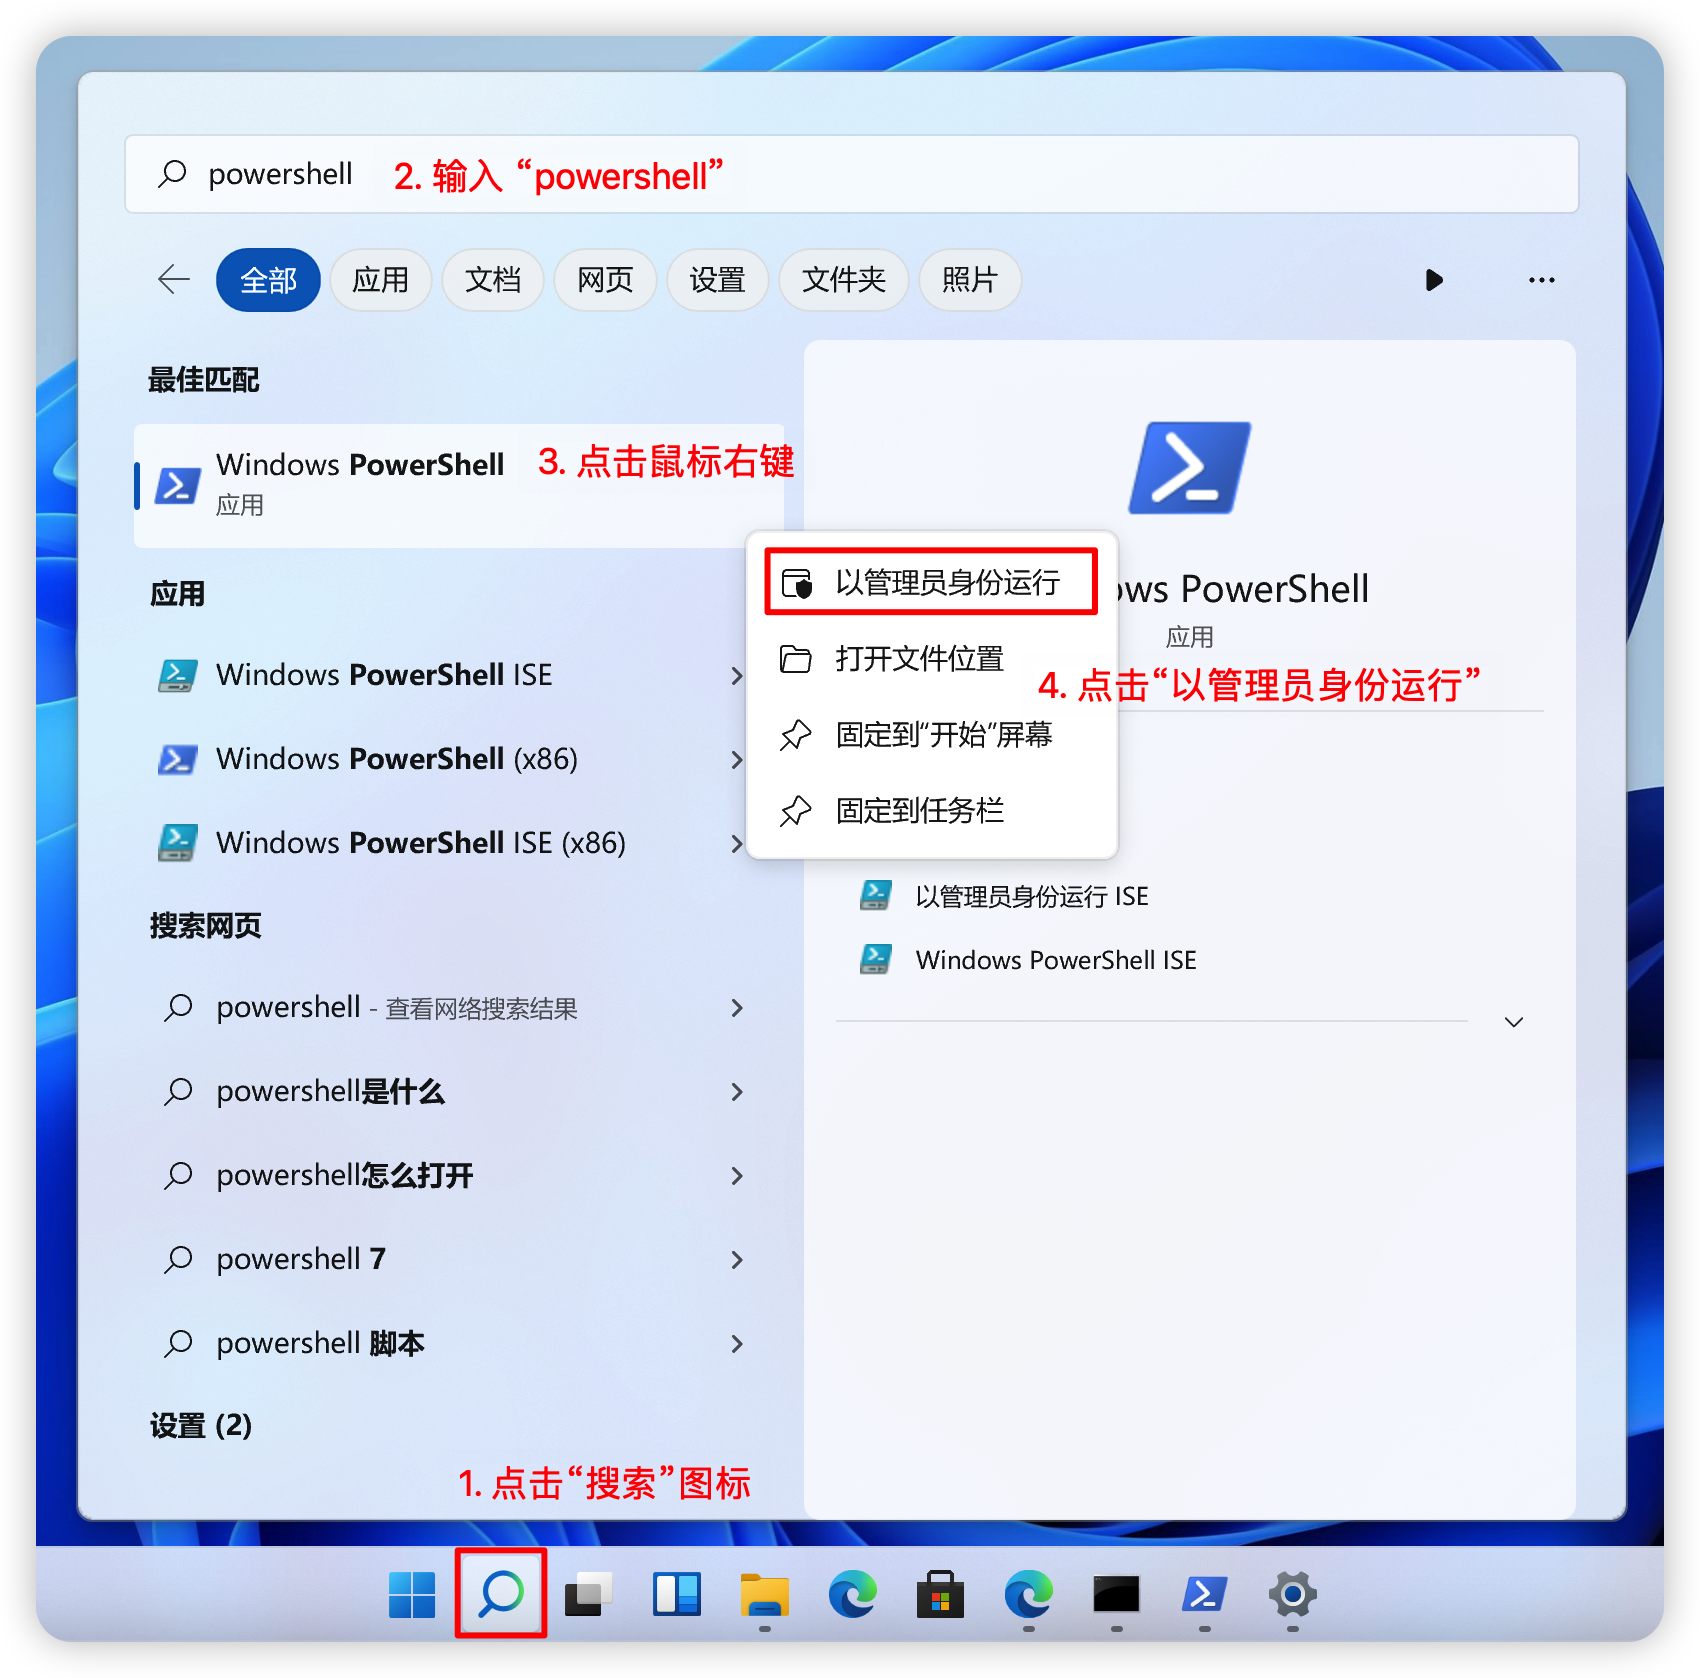 powershell
2. 输入 “powershell”
全部
应用
文档
网页
设置
文件夹
照片
最佳匹配
Windows PowerShell
应用
3. 点击鼠标右键
应用
Windows PowerShell ISE
Windows PowerShell (x86)
Windows PowerShell ISE (x86)
搜索网页
powershell - 查看网络搜索结果
powershell是什么
powershell怎么打开
powershell 7
powershell 脚本
设置 (2)
以管理员身份运行
打开文件位置
固定到“开始”屏幕
固定到任务栏
ows PowerShell
应用
4. 点击“以管理员身份运行”
以管理员身份运行 ISE
Windows PowerShell ISE
1. 点击“搜索”图标